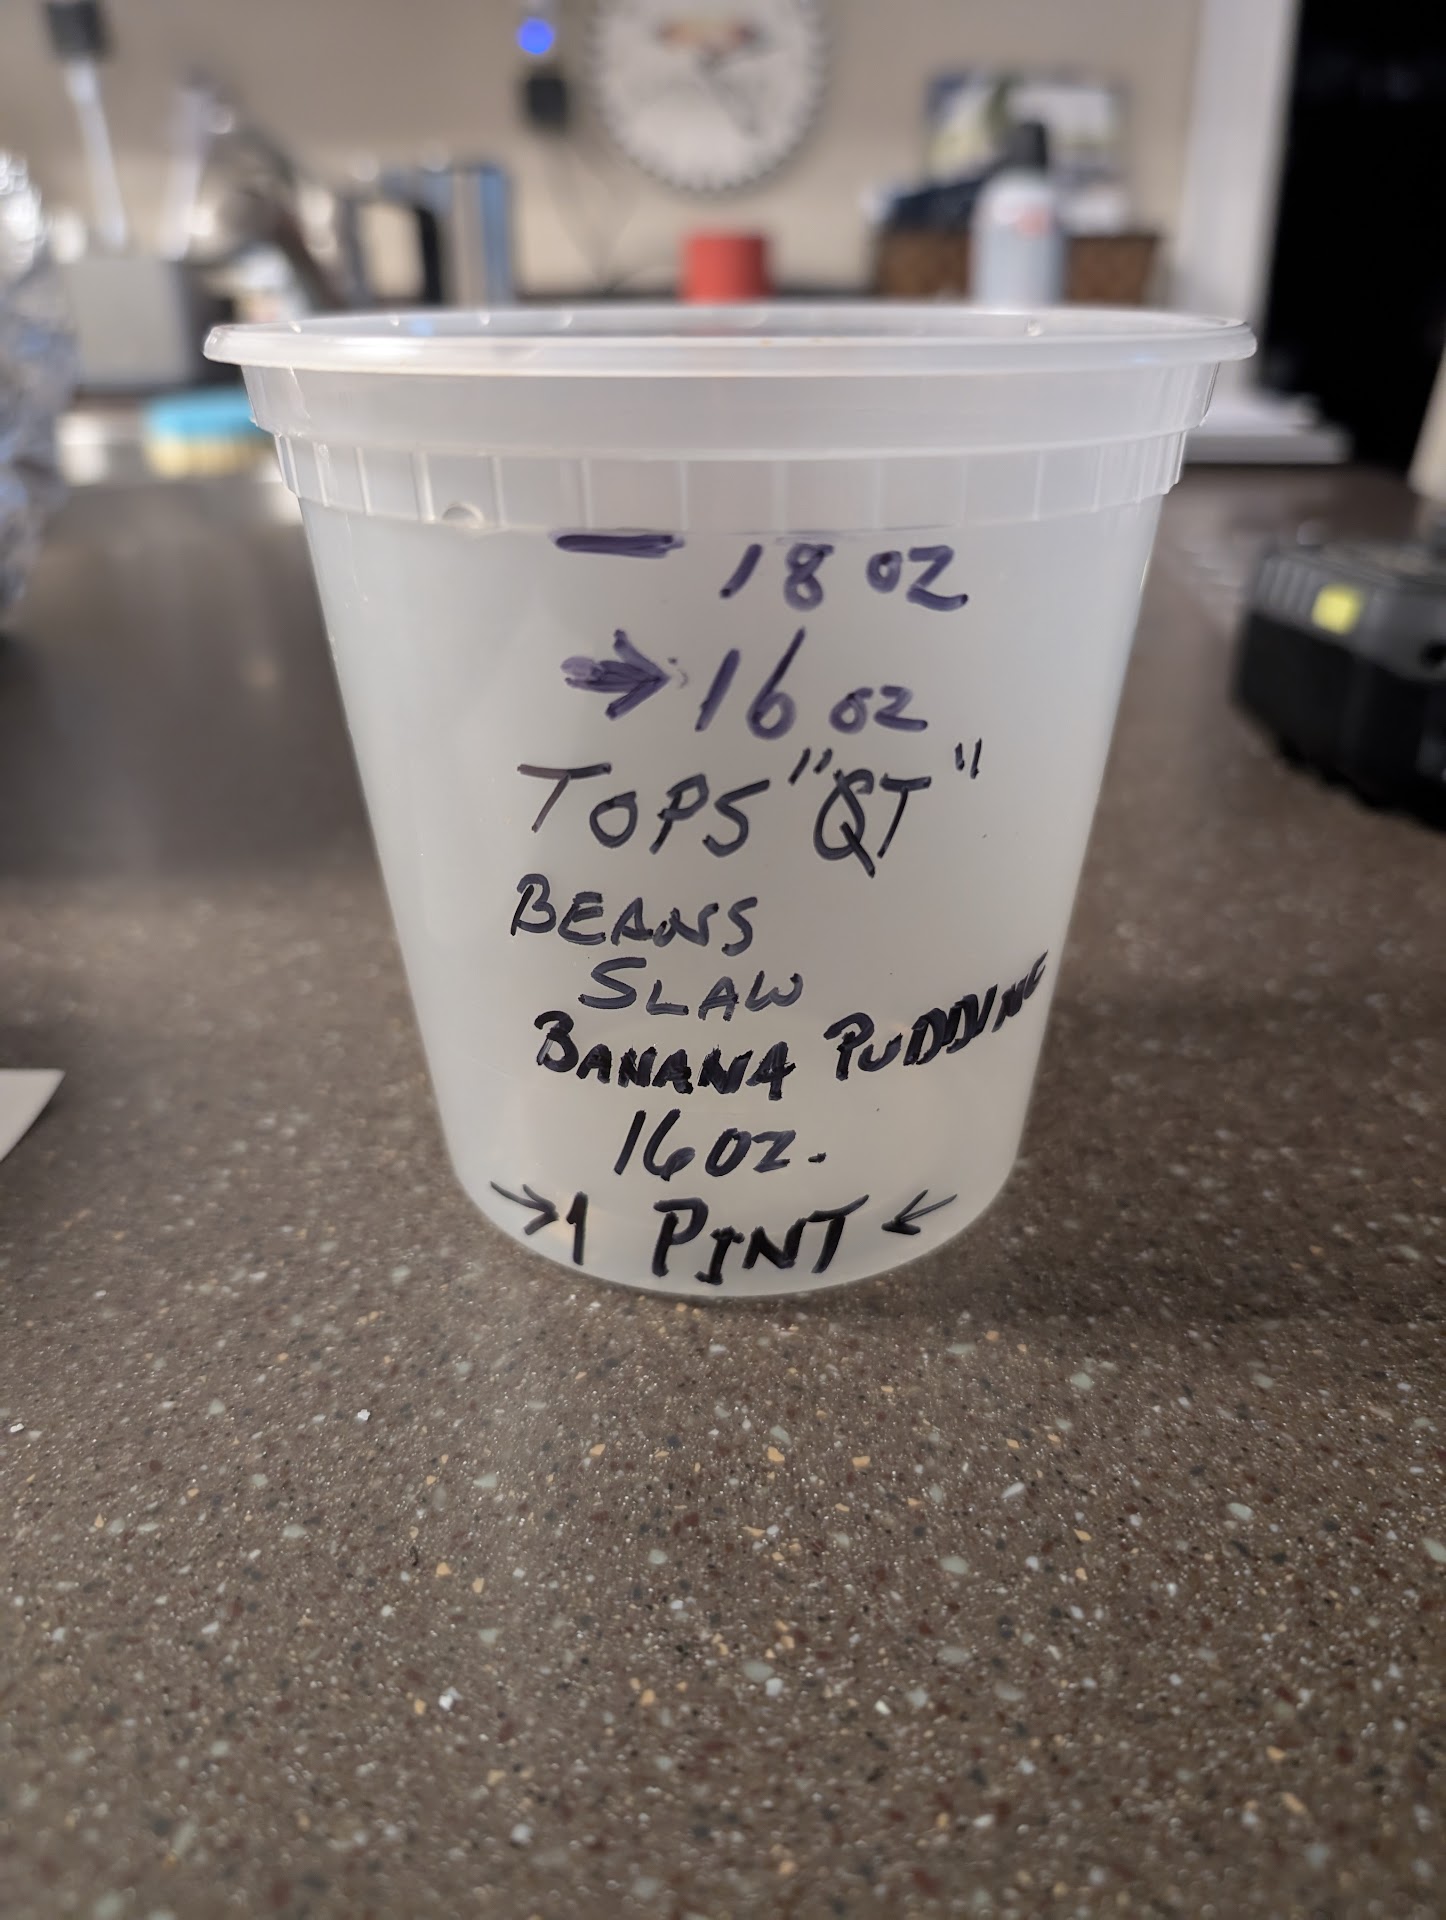 — 18 oz
→ 16 oz
TOPS "QT"
BEANS
SLAW
BANANA PUDDING
16 oz.
→ 1 PINT ←